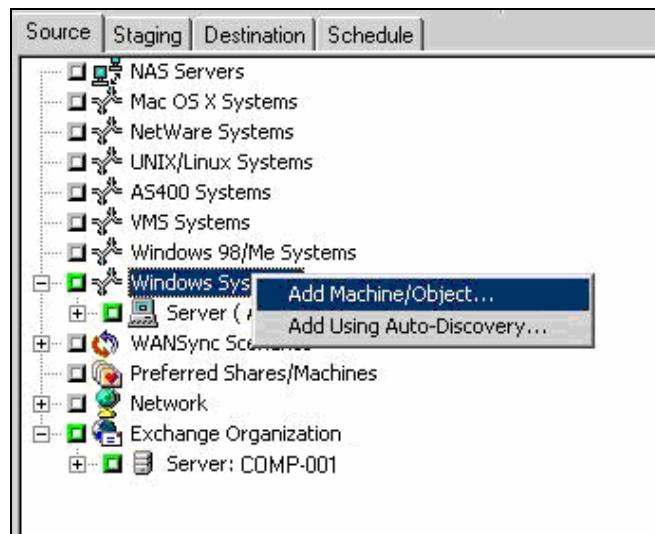 Source Staging Destination Schedule
NAS Servers
Mac OS X Systems
NetWare Systems
UNIX/Linux Systems
AS400 Systems
VMS Systems
Windows 98/Me Systems
Windows Sys
Add Machine/Object...
Server (
Add Using Auto-Discovery...
WANSync
Preferred Shares/Machines
Network
Exchange Organization
Server: COMP-001